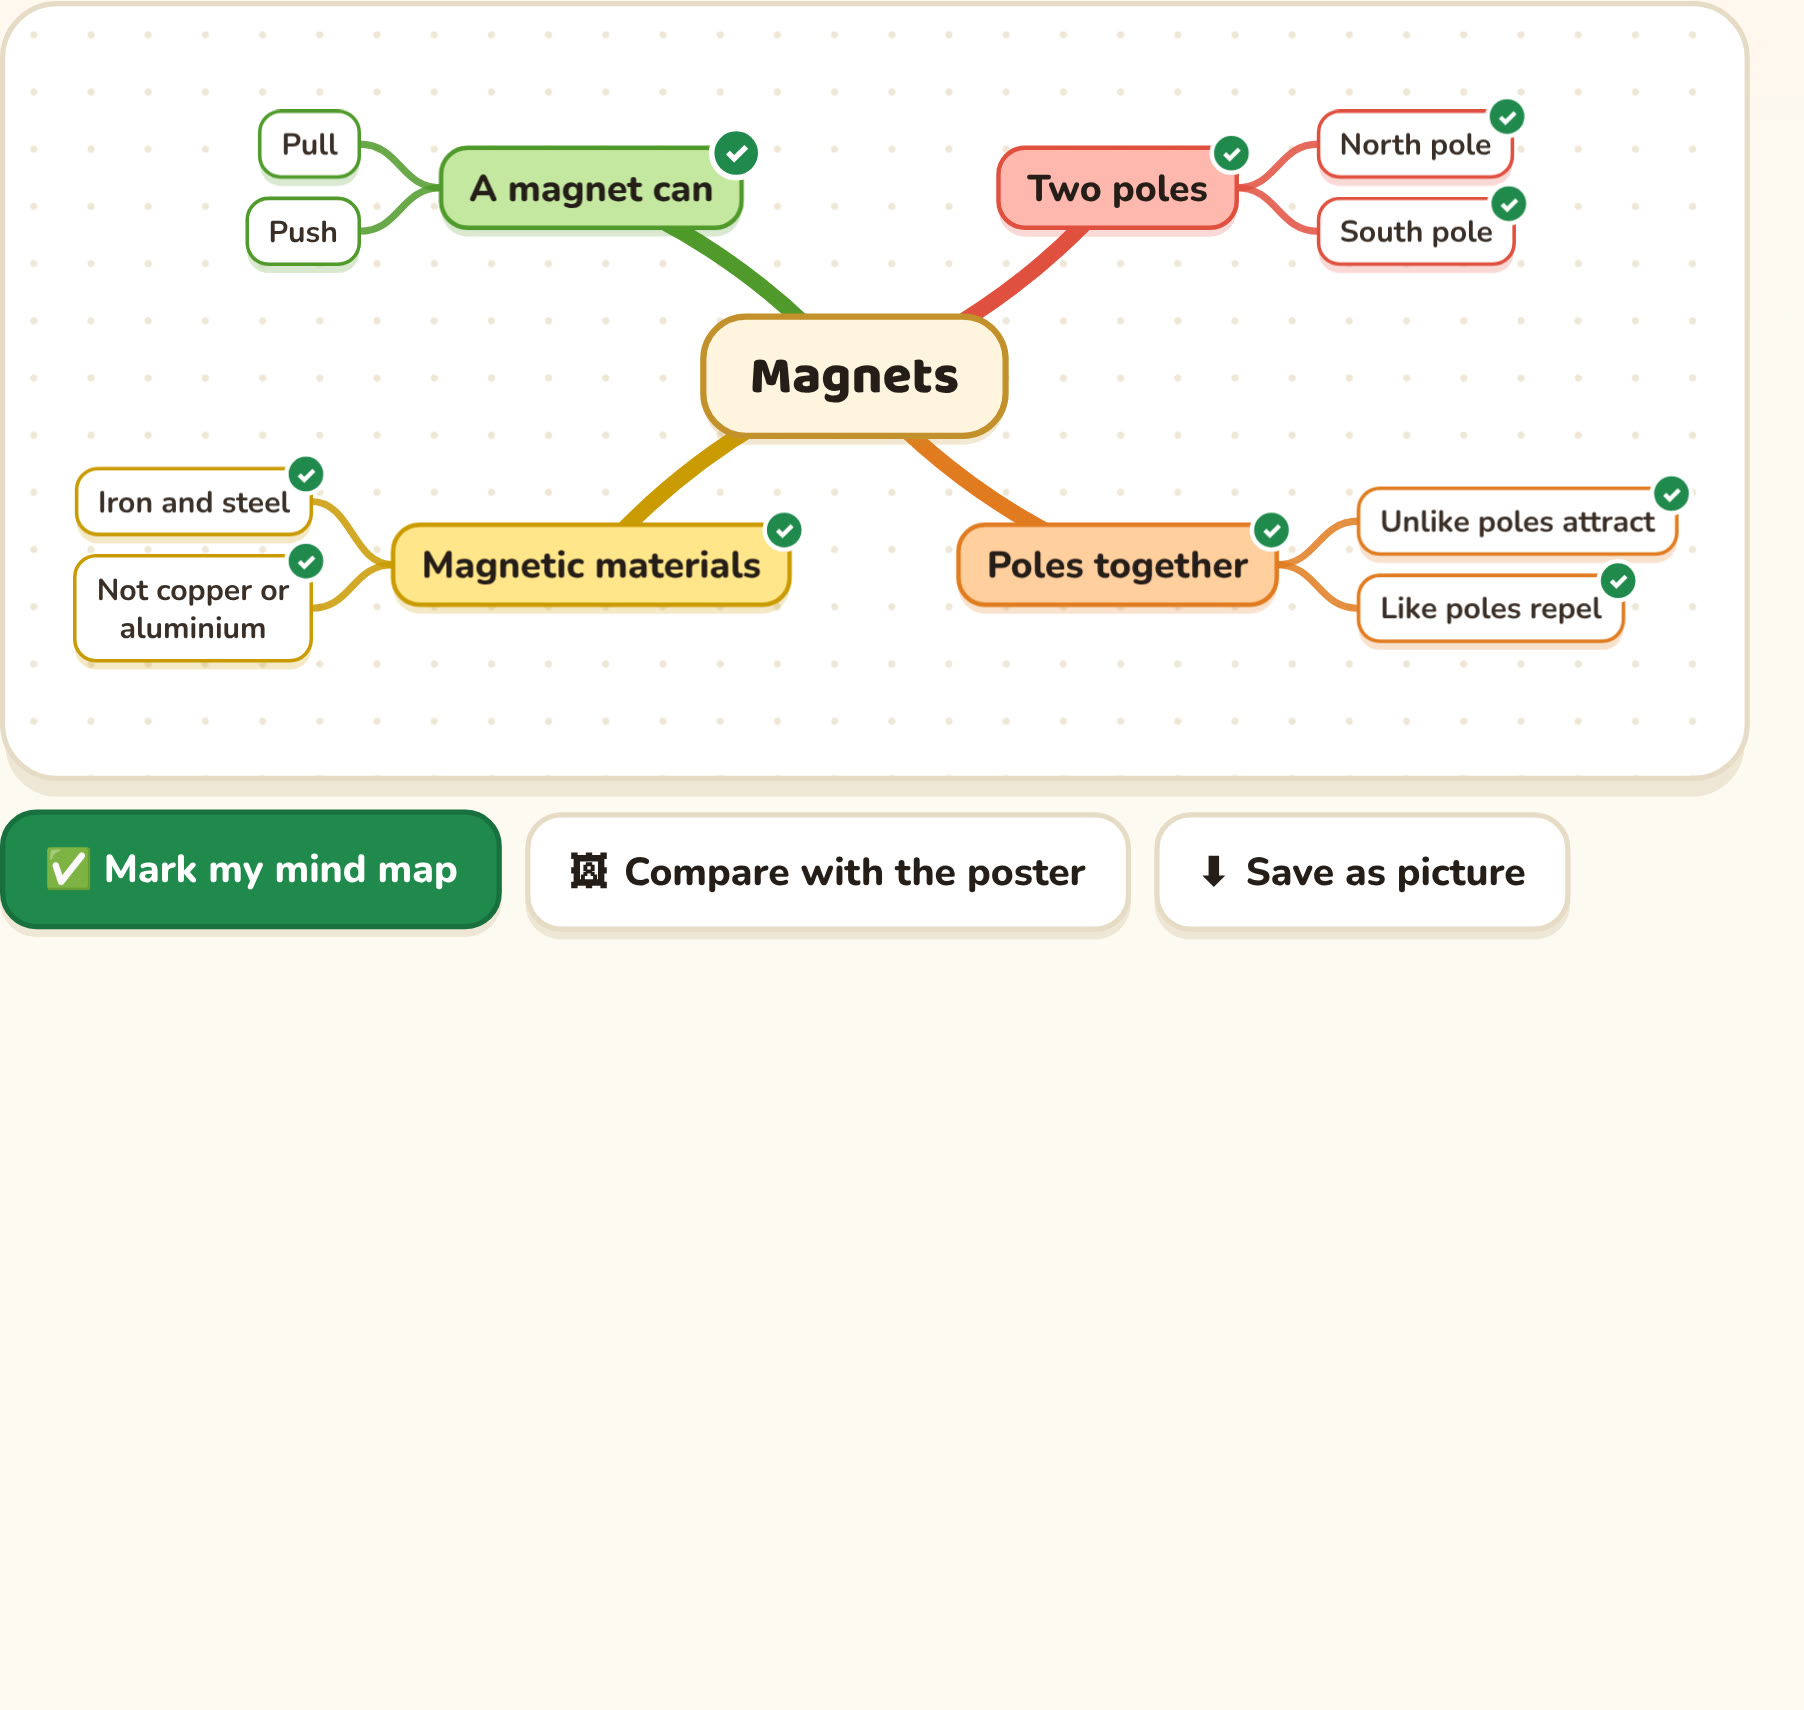 Pull
Push
A magnet can
Two poles
North pole
South pole
Magnets
Iron and steel
Not copper or
aluminium
Magnetic materials
Poles together
Unlike poles attract
Like poles repel
✅ Mark my mind map
🖼 Compare with the poster
⬇ Save as picture